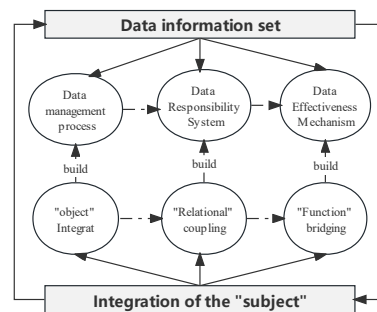 Data information set
Data
management
process
Data
Responsibility
System
Data
Effectiveness
Mechanism
build
build
build
"object"
Integrat
"Relational"
coupling
"Function"
bridging
Integration of the "subject"